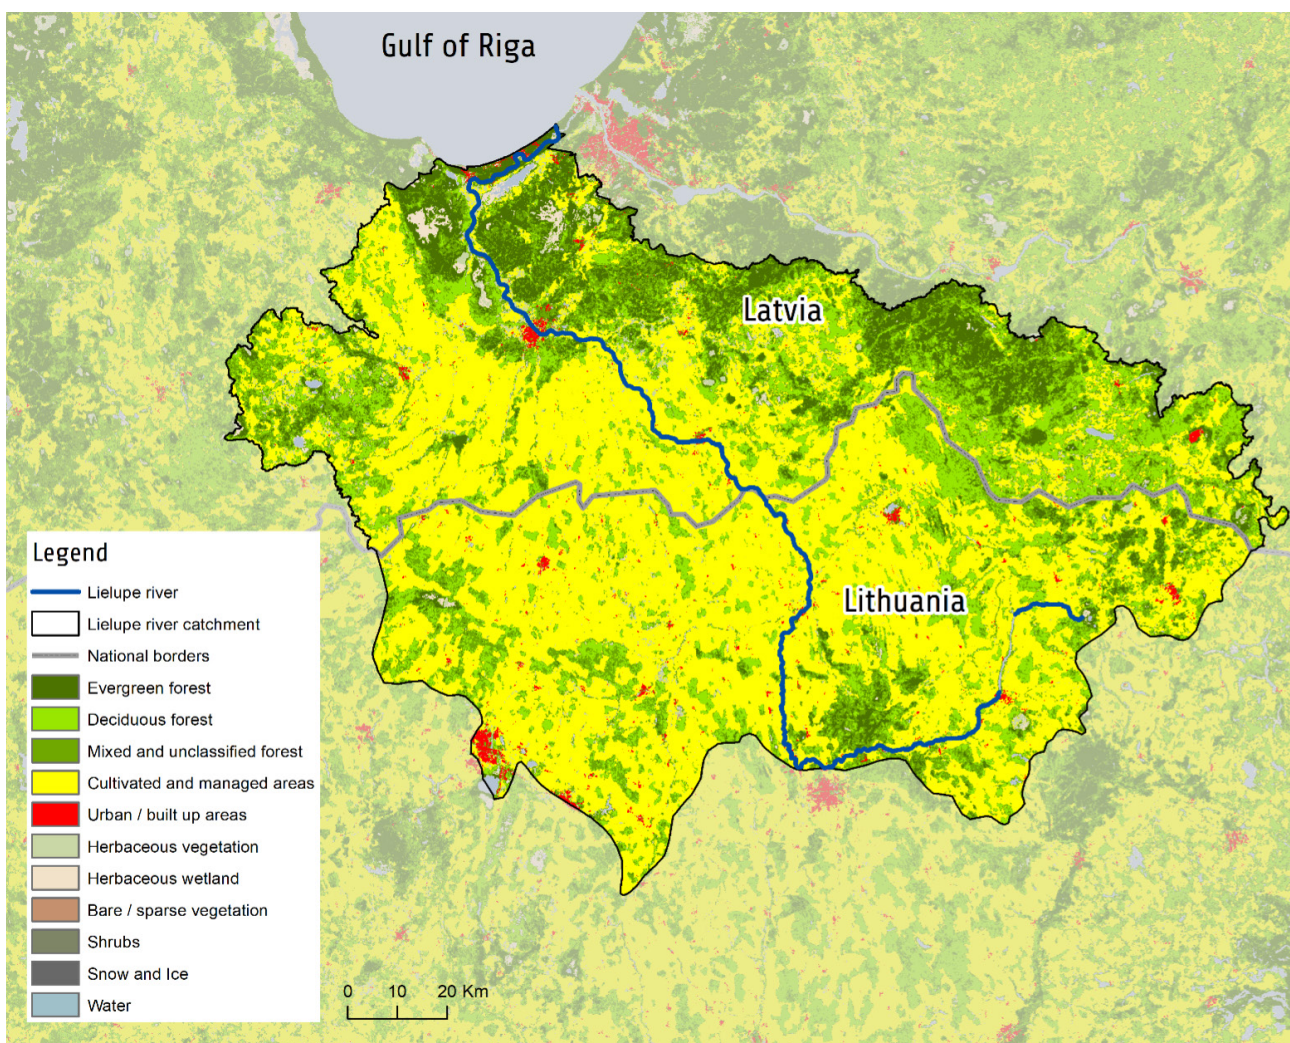 Gulf of Riga
Latvia
Lithuania
Legend
Lielupe river
Lielupe river catchment
National borders
Evergreen forest
Deciduous forest
Mixed and unclassified forest
Cultivated and managed areas
Urban / built up areas
Herbaceous vegetation
Herbaceous wetland
Bare / sparse vegetation
Shrubs
Snow and Ice
Water
0 10 20 Km